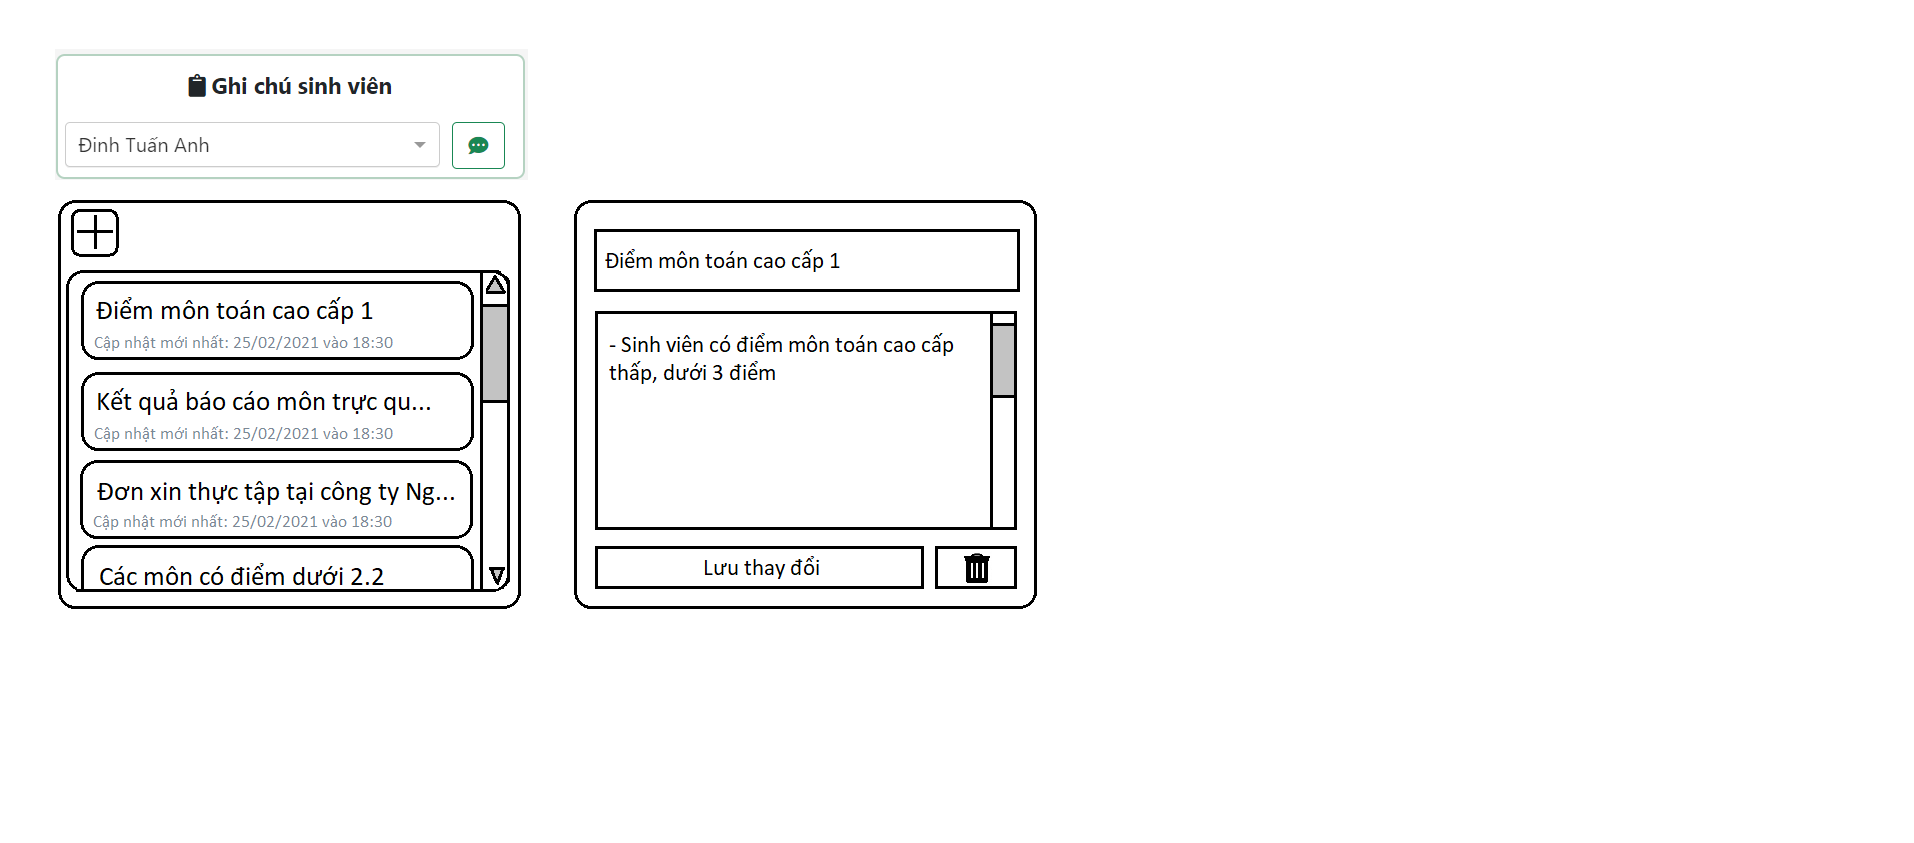 Ghi chú sinh viên
Đinh Tuấn Anh
Điểm môn toán cao cấp 1
Cập nhật mới nhất: 25/02/2021 vào 18:30
Kết quả báo cáo môn trực qu...
Cập nhật mới nhất: 25/02/2021 vào 18:30
Đơn xin thực tập tại công ty Ng...
Cập nhật mới nhất: 25/02/2021 vào 18:30
Các môn có điểm dưới 2.2
Điểm môn toán cao cấp 1
- Sinh viên có điểm môn toán cao cấp
thấp, dưới 3 điểm
Lưu thay đổi